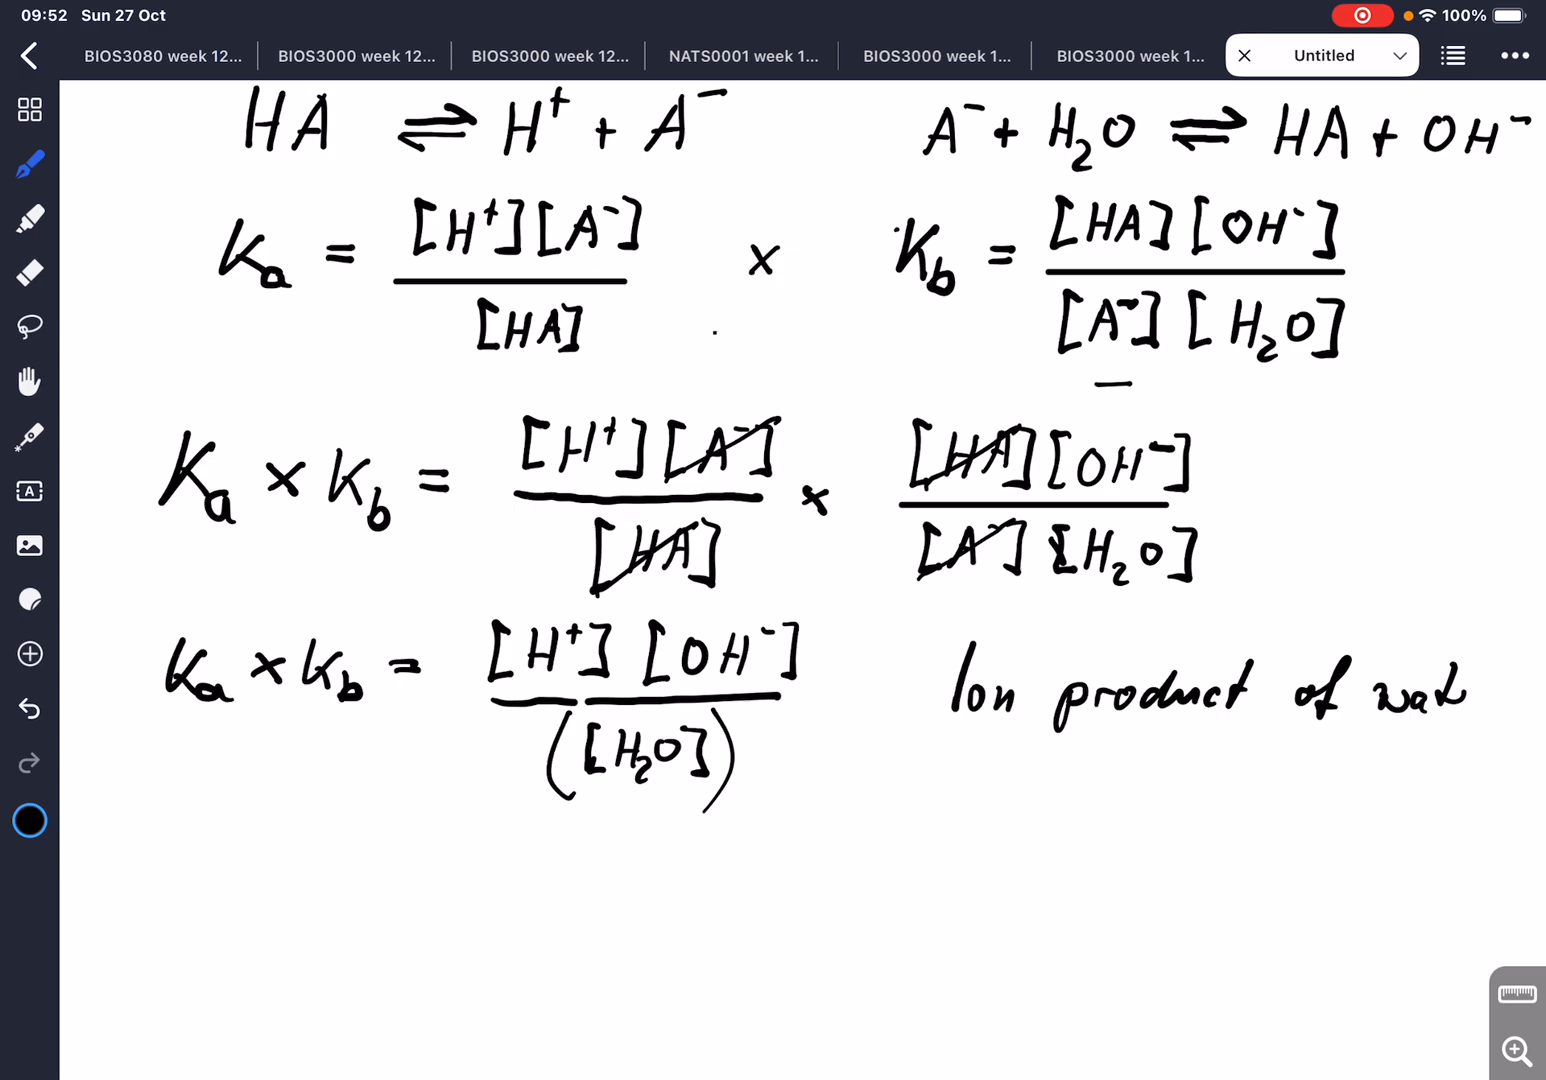 09:52 Sun 27 Oct 100%
BIOS3080 week 12... BIOS3000 week 12... BIOS3000 week 12... NATS0001 week 1... BIOS3000 week 1... BIOS3000 week 1... Untitled
HA ⇌ H⁺ + A⁻ A⁻ + H₂O ⇌ HA + OH⁻
Ka = [H⁺][A⁻] / [HA] × Kb = [HA][OH⁻] / [A⁻][H₂O]
Ka × Kb = [H⁺][A⁻] / [HA] × [HA][OH⁻] / [A⁻][H₂O]
Ka × Kb = [H⁺][OH⁻] / ([H₂O]) Ion product of wat
A